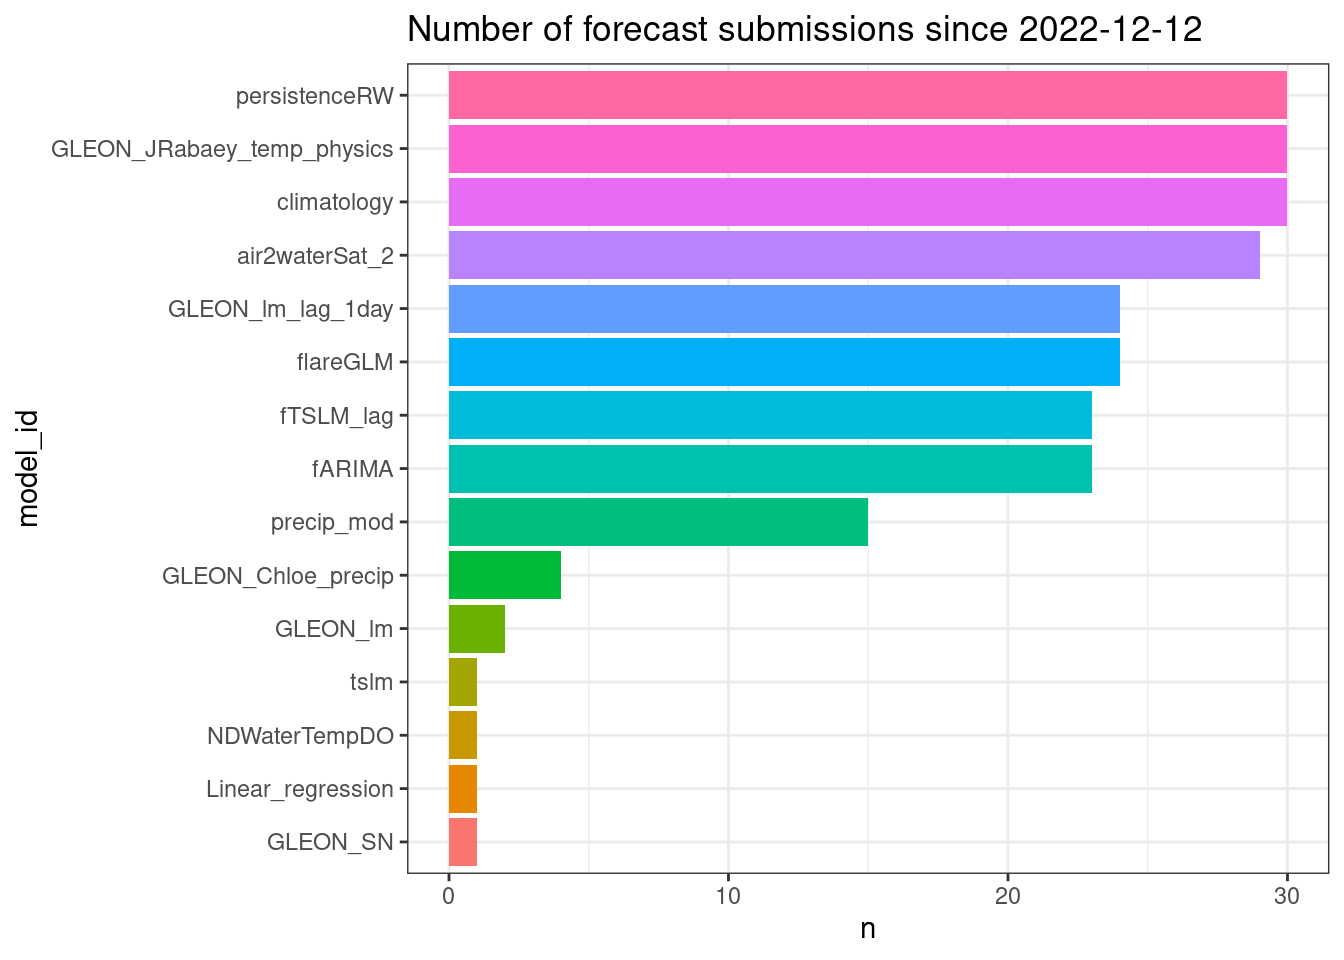 Number of forecast submissions since 2022-12-12
persistenceRW
GLEON_JRabaey_temp_physics
climatology
air2waterSat_2
GLEON_lm_lag_1day
flareGLM
fTSLM_lag
fARIMA
precip_mod
GLEON_Chloe_precip
GLEON_lm
tslm
NDWaterTempDO
Linear_regression
GLEON_SN
model_id
0 10 20 30
n